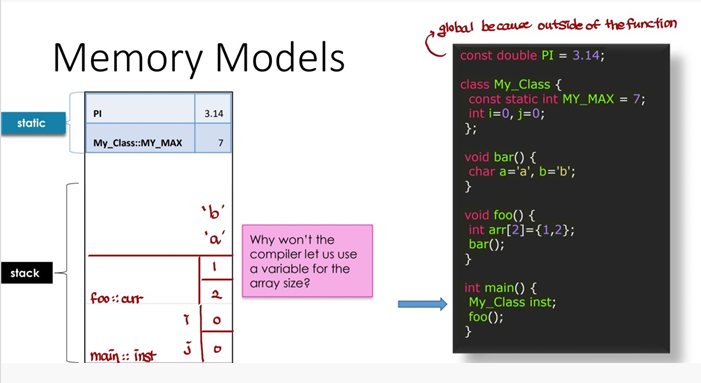 global because outside of the function
Memory Models
static
PI 3.14
My_Class::MY_MAX 7
stack
'b'
'a'
1
foo::arr 2
i 0
main:: inst j 0
Why won't the
compiler let us use
a variable for the
array size?
const double PI = 3.14;
class My_Class {
const static int MY_MAX = 7;
int i=0, j=0;
};
void bar() {
char a='a', b='b';
}
void foo() {
int arr[2]={1,2};
bar();
}
int main() {
My_Class inst;
foo();
}